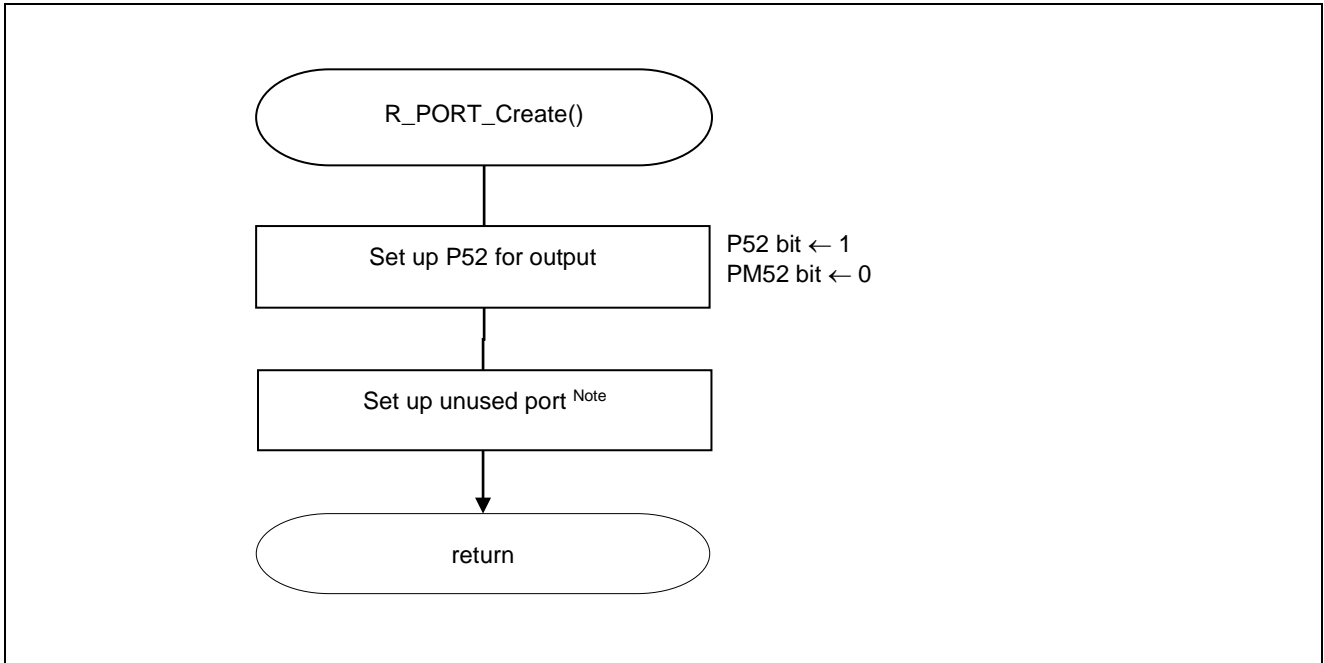 R_PORT_Create()
Set up P52 for output
P52 bit ← 1
PM52 bit ← 0
Set up unused port Note
return